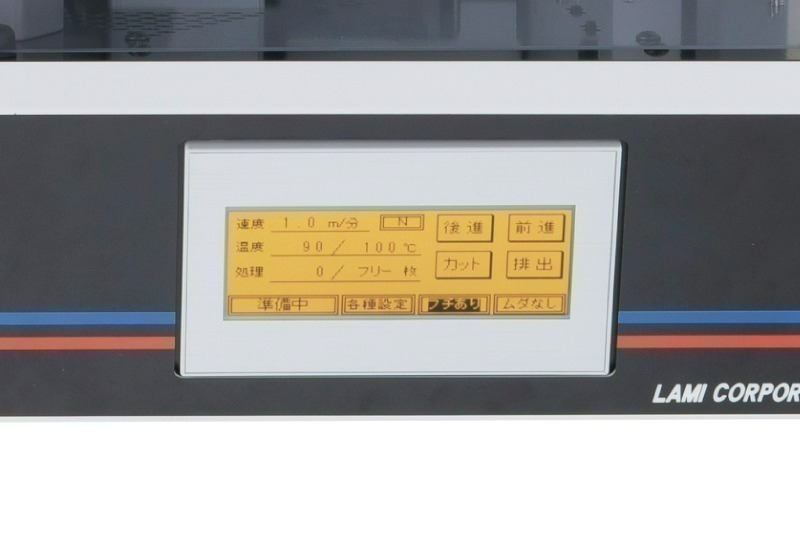 速度 1.0 m/分 N 後進 前進
温度 90 / 100 ℃
処理 0 / フリー 枚 カット 排出
準備中 各種設定 フチあり ムダなし
LAMI CORPOR